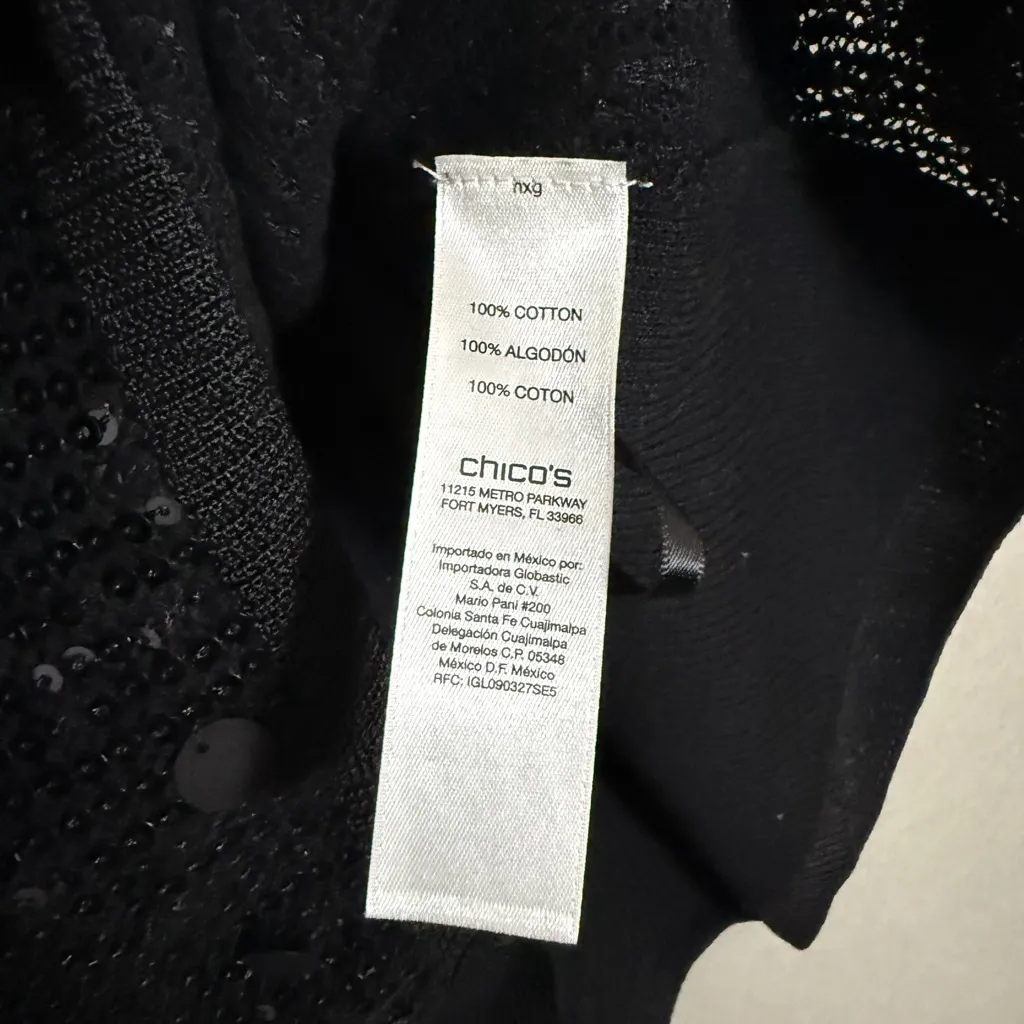 nxg
100% COTTON
100% ALGODÓN
100% COTON
chico's
11215 METRO PARKWAY
FORT MYERS, FL 33966
Importado en México por:
Importadora Globastic
S.A. de C.V.
Mario Pani #200
Colonia Santa Fe Cuajimalpa
Delegación Cuajimalpa
de Morelos C.P. 05348
México D.F. México
RFC: IGL090327SE5